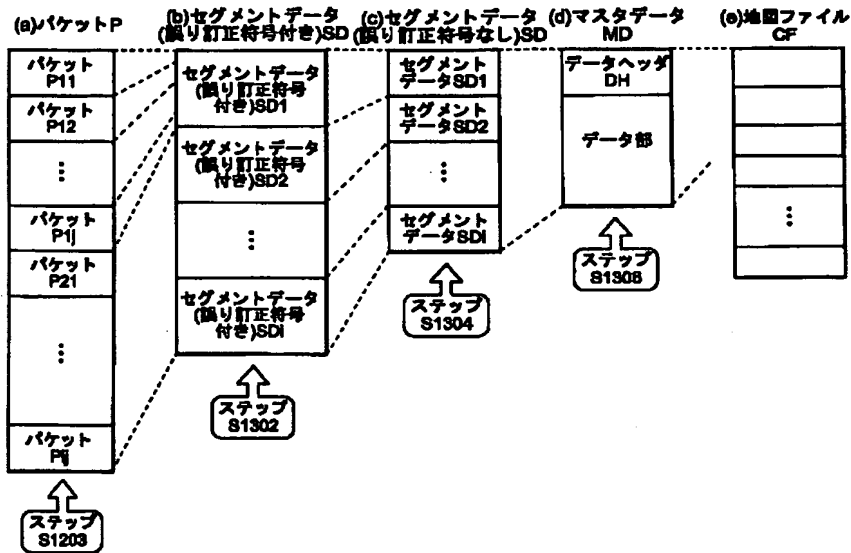 (a)パケットP
パケット
P11
パケット
P12
⋮
パケット
P1j
パケット
P21
⋮
パケット
Pij
ステップ
S1203
(b)セグメントデータ
(誤り訂正符号付き)SD
セグメントデータ
(誤り訂正符号
付き)SD1
セグメントデータ
(誤り訂正符号
付き)SD2
⋮
セグメントデータ
(誤り訂正符号
付き)SDi
ステップ
S1302
(c)セグメントデータ
(誤り訂正符号なし)SD
セグメント
データSD1
セグメント
データSD2
⋮
セグメント
データSDi
ステップ
S1304
(d)マスタデータ
MD
データヘッダ
DH
データ部
ステップ
S1306
(e)地図ファイル
CF
⋮